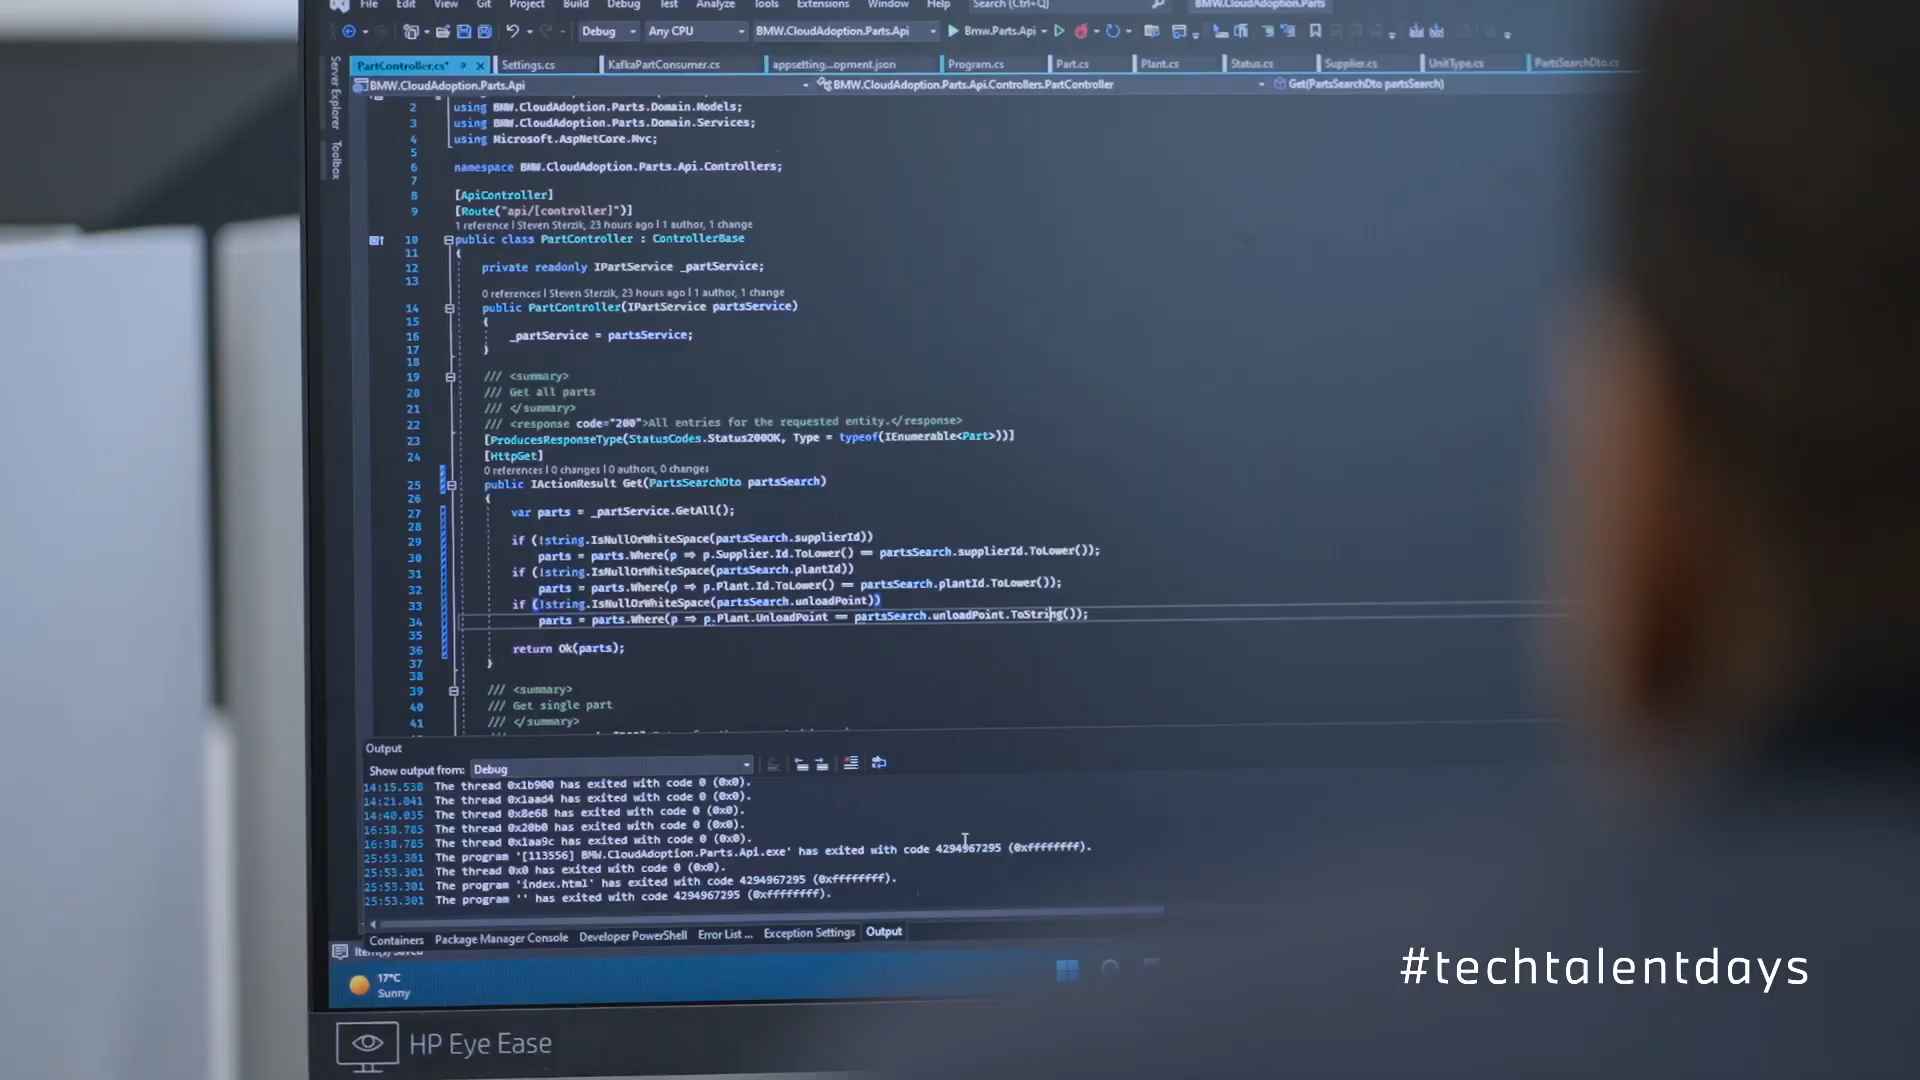 File Edit View Git Project Build Debug Test Analyze Tools Extensions Window Help Search (Ctrl+Q) BMW.CloudAdoption.Parts
Debug Any CPU BMW.CloudAdoption.Parts.Api Bmw.Parts.Api
PartController.cs* Settings.cs KafkaPartConsumer.cs appsetting...opment.json Program.cs Part.cs Plant.cs Status.cs Supplier.cs UnitType.cs PartsSearchDto.cs
BMW.CloudAdoption.Parts.Api BMW.CloudAdoption.Parts.Api.Controllers.PartController Get(PartsSearchDto partsSearch)
Server Explorer
Toolbox
2 using BMW.CloudAdoption.Parts.Domain.Models;
3 using BMW.CloudAdoption.Parts.Domain.Services;
4 using Microsoft.AspNetCore.Mvc;
5
6 namespace BMW.CloudAdoption.Parts.Api.Controllers;
7
8 [ApiController]
9 [Route("api/[controller]")]
1 reference | Steven Sterzik, 23 hours ago | 1 author, 1 change
10 public class PartController : ControllerBase
11 {
12 private readonly IPartService _partService;
13
0 references | Steven Sterzik, 23 hours ago | 1 author, 1 change
14 public PartController(IPartService partsService)
15 {
16 _partService = partsService;
17 }
18
19 /// <summary>
20 /// Get all parts
21 /// </summary>
22 /// <response code="200">All entries for the requested entity.</response>
23 [ProducesResponseType(StatusCodes.Status200OK, Type = typeof(IEnumerable<Part>))]
24 [HttpGet]
0 references | 0 changes | 0 authors, 0 changes
25 public IActionResult Get(PartsSearchDto partsSearch)
26 {
27 var parts = _partService.GetAll();
28
29 if (!string.IsNullOrWhiteSpace(partsSearch.supplierId))
30 parts = parts.Where(p => p.Supplier.Id.ToLower() == partsSearch.supplierId.ToLower());
31 if (!string.IsNullOrWhiteSpace(partsSearch.plantId))
32 parts = parts.Where(p => p.Plant.Id.ToLower() == partsSearch.plantId.ToLower());
33 if (!string.IsNullOrWhiteSpace(partsSearch.unloadPoint))
34 parts = parts.Where(p => p.Plant.UnloadPoint == partsSearch.unloadPoint.ToString());
35
36 return Ok(parts);
37 }
38
39 /// <summary>
40 /// Get single part
41 /// </summary>
Output
Show output from: Debug
14:15.538 The thread 0x1b900 has exited with code 0 (0x0).
14:21.041 The thread 0x1aad4 has exited with code 0 (0x0).
14:40.035 The thread 0x8e68 has exited with code 0 (0x0).
16:38.785 The thread 0x20b0 has exited with code 0 (0x0).
16:38.785 The thread 0x1aa9c has exited with code 0 (0x0).
25:53.301 The program '[113556] BMW.CloudAdoption.Parts.Api.exe' has exited with code 4294967295 (0xffffffff).
25:53.301 The thread 0x0 has exited with code 0 (0x0).
25:53.301 The program 'index.html' has exited with code 4294967295 (0xffffffff).
25:53.301 The program '' has exited with code 4294967295 (0xffffffff).
Containers Package Manager Console Developer PowerShell Error List ... Exception Settings Output
Item(s) Saved
17°C
Sunny
#techtalentdays
HP Eye Ease